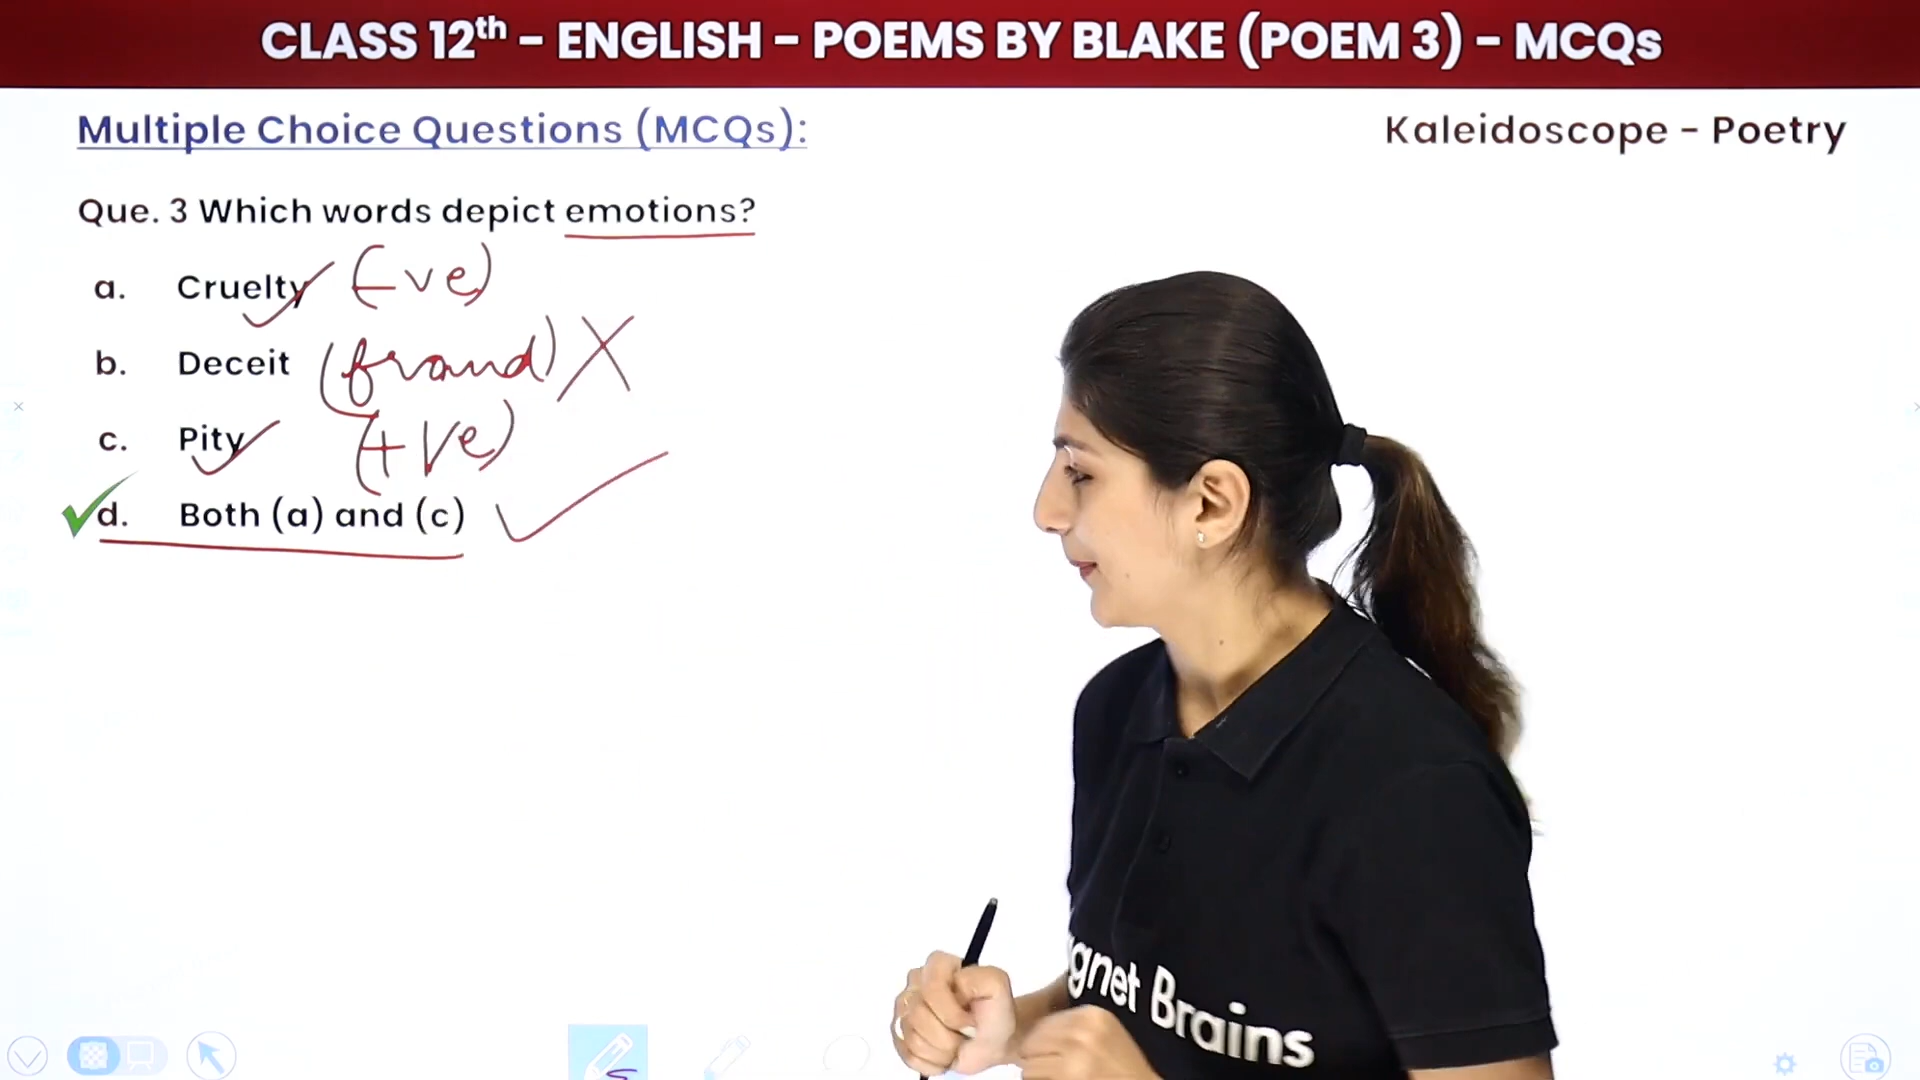 CLASS 12th - ENGLISH - POEMS BY BLAKE (POEM 3) - MCQs
Multiple Choice Questions (MCQs):
Kaleidoscope - Poetry
Que. 3 Which words depict emotions?
a. Cruelty (-ve)
b. Deceit (fraud) X
c. Pity (+ve)
d. Both (a) and (c)
gnet Brains